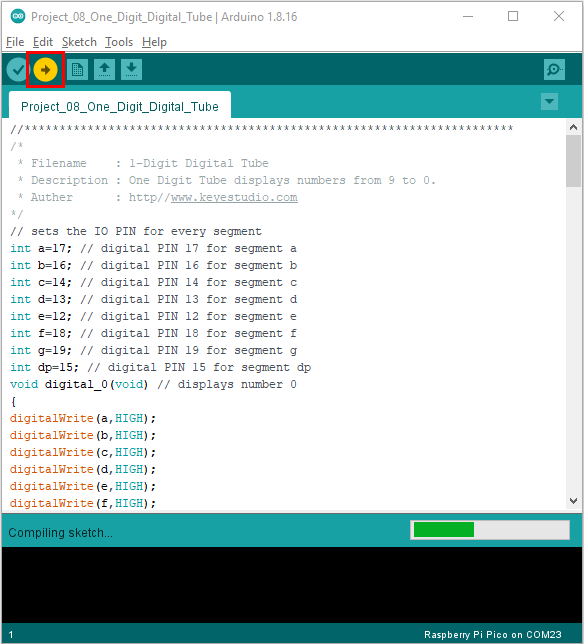 Project_08_One_Digit_Digital_Tube | Arduino 1.8.16
File Edit Sketch Tools Help
Project_08_One_Digit_Digital_Tube
//**********************************************************************
/*
 * Filename    : 1-Digit Digital Tube
 * Description : One Digit Tube displays numbers from 9 to 0.
 * Auther      : http//www.keyestudio.com
*/
// sets the IO PIN for every segment
int a=17; // digital PIN 17 for segment a
int b=16; // digital PIN 16 for segment b
int c=14; // digital PIN 14 for segment c
int d=13; // digital PIN 13 for segment d
int e=12; // digital PIN 12 for segment e
int f=18; // digital PIN 18 for segment f
int g=19; // digital PIN 19 for segment g
int dp=15; // digital PIN 15 for segment dp
void digital_0(void) // displays number 0
{
digitalWrite(a,HIGH);
digitalWrite(b,HIGH);
digitalWrite(c,HIGH);
digitalWrite(d,HIGH);
digitalWrite(e,HIGH);
digitalWrite(f,HIGH);
Compiling sketch...
1 Raspberry Pi Pico on COM23